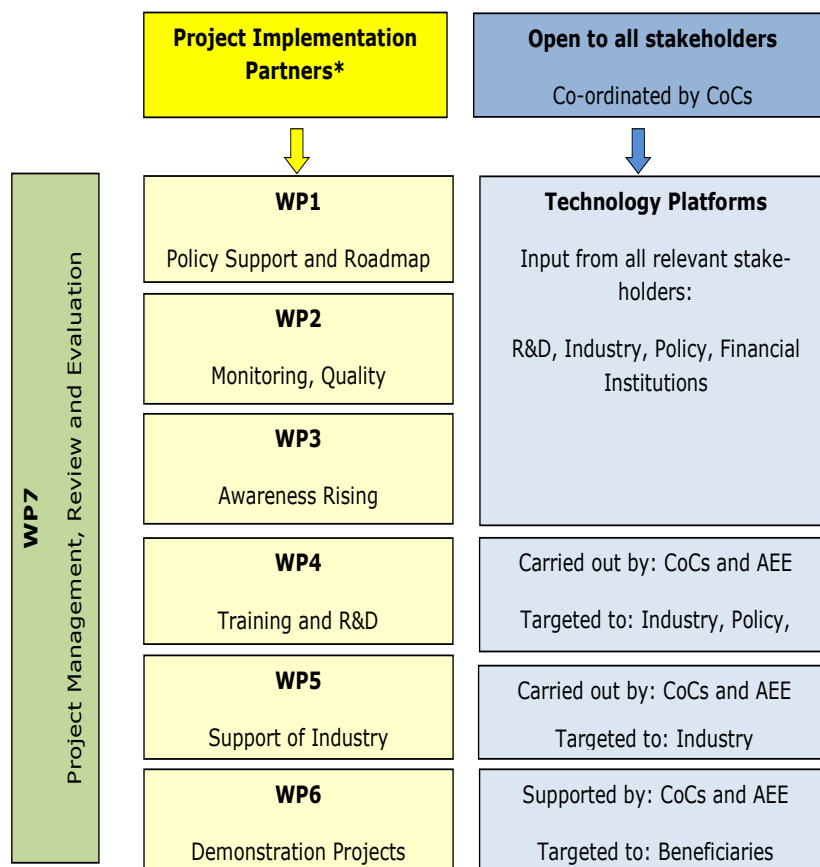 Project Implementation
Partners*
Open to all stakeholders
Co-ordinated by CoCs
WP7
Project Management, Review and Evaluation
WP1
Policy Support and Roadmap
WP2
Monitoring, Quality
WP3
Awareness Rising
WP4
Training and R&D
WP5
Support of Industry
WP6
Demonstration Projects
Technology Platforms
Input from all relevant stake-
holders:
R&D, Industry, Policy, Financial
Institutions
Carried out by: CoCs and AEE
Targeted to: Industry, Policy,
Carried out by: CoCs and AEE
Targeted to: Industry
Supported by: CoCs and AEE
Targeted to: Beneficiaries